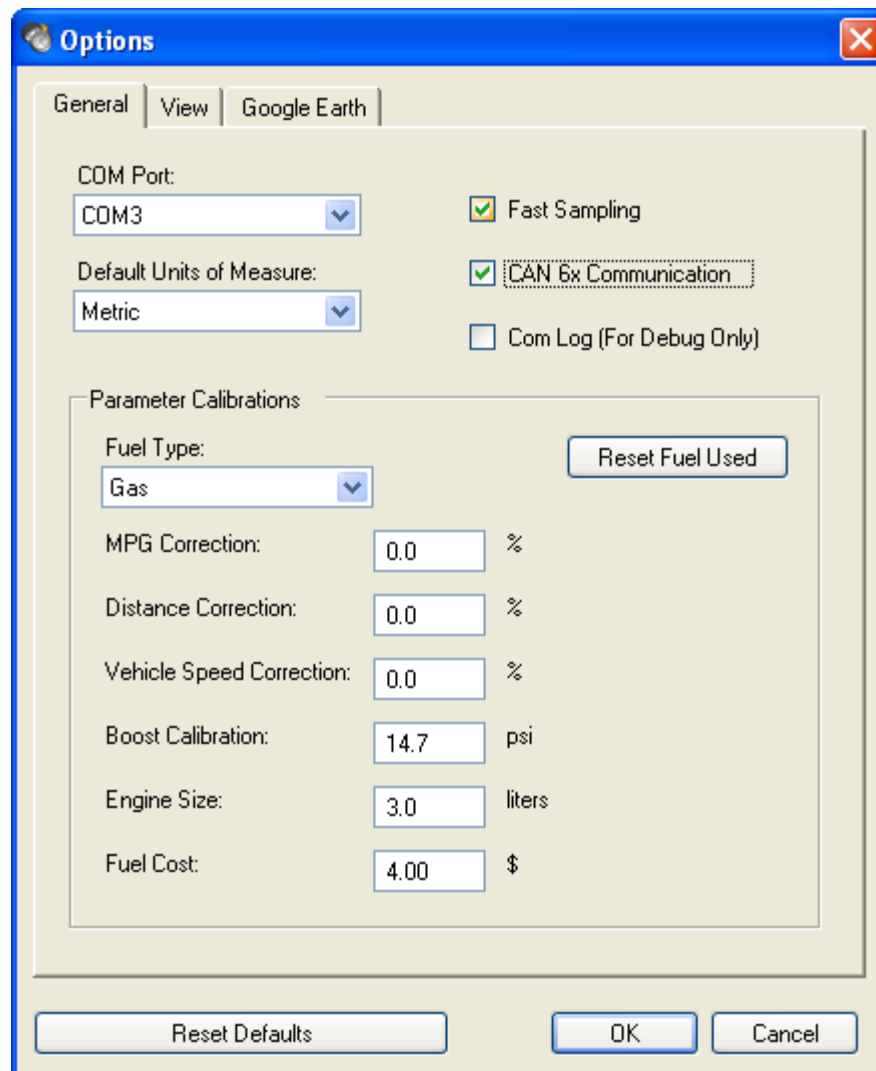 Options
General View Google Earth
COM Port:
COM3
Fast Sampling
Default Units of Measure:
CAN 6x Communication
Metric
Com Log (For Debug Only)
Parameter Calibrations
Fuel Type:
Reset Fuel Used
Gas
MPG Correction: 0.0 %
Distance Correction: 0.0 %
Vehicle Speed Correction: 0.0 %
Boost Calibration: 14.7 psi
Engine Size: 3.0 liters
Fuel Cost: 4.00 $
Reset Defaults OK Cancel